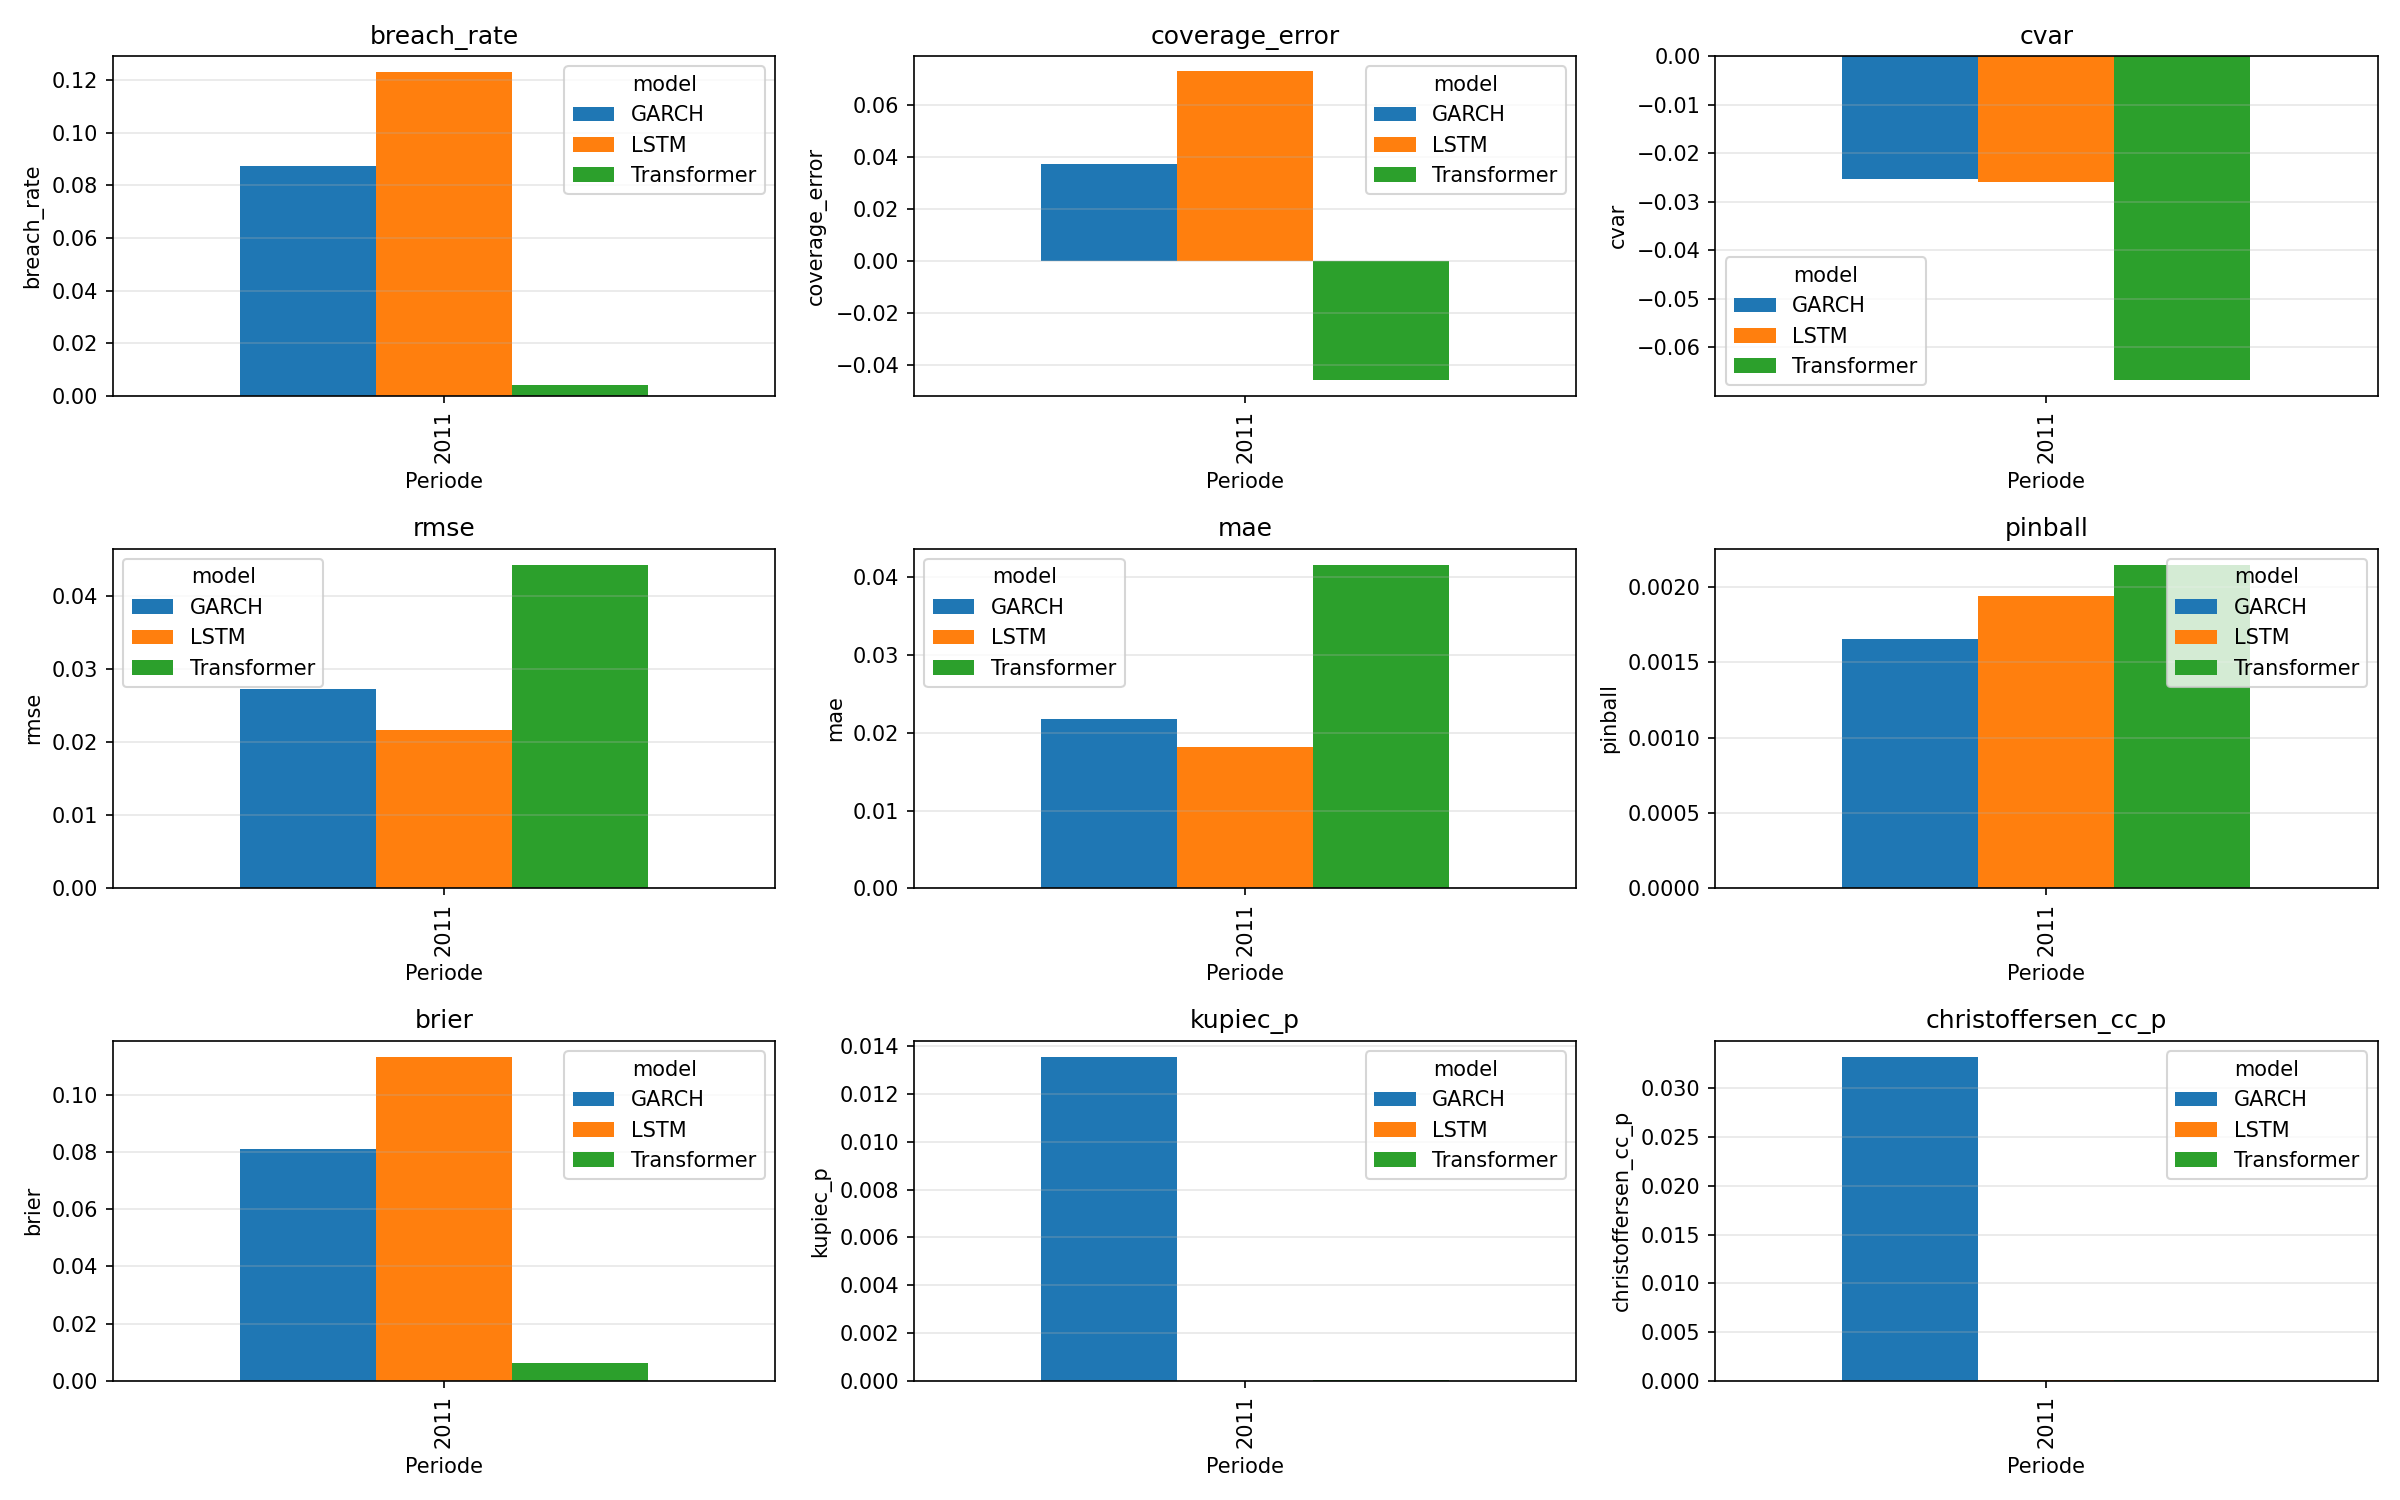 breach_rate
breach_rate
0.12
0.10
0.08
0.06
0.04
0.02
0.00
model
GARCH
LSTM
Transformer
2011
Periode
coverage_error
coverage_error
0.06
0.04
0.02
0.00
−0.02
−0.04
model
GARCH
LSTM
Transformer
2011
Periode
cvar
cvar
0.00
−0.01
−0.02
−0.03
−0.04
−0.05
−0.06
model
GARCH
LSTM
Transformer
2011
Periode
rmse
rmse
0.04
0.03
0.02
0.01
0.00
model
GARCH
LSTM
Transformer
2011
Periode
mae
mae
0.04
0.03
0.02
0.01
0.00
model
GARCH
LSTM
Transformer
2011
Periode
pinball
pinball
0.0020
0.0015
0.0010
0.0005
0.0000
model
GARCH
LSTM
Transformer
2011
Periode
brier
brier
0.10
0.08
0.06
0.04
0.02
0.00
model
GARCH
LSTM
Transformer
2011
Periode
kupiec_p
kupiec_p
0.014
0.012
0.010
0.008
0.006
0.004
0.002
0.000
model
GARCH
LSTM
Transformer
2011
Periode
christoffersen_cc_p
christoffersen_cc_p
0.030
0.025
0.020
0.015
0.010
0.005
0.000
model
GARCH
LSTM
Transformer
2011
Periode